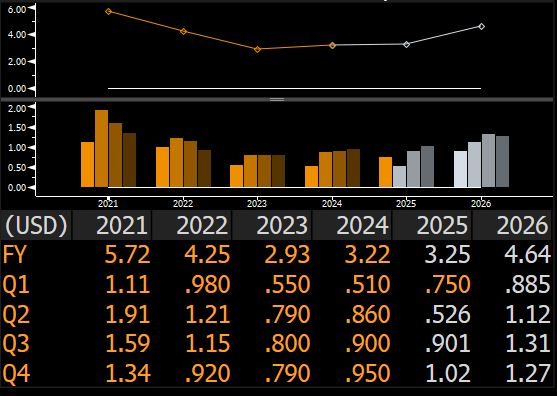 6.00
4.00
2.00
0.00
2.00
1.50
1.00
0.50
0.00
2021 2022 2023 2024 2025 2026
(USD) 2021 2022 2023 2024 2025 2026
FY 5.72 4.25 2.93 3.22 3.25 4.64
Q1 1.11 .980 .550 .510 .750 .885
Q2 1.91 1.21 .790 .860 .526 1.12
Q3 1.59 1.15 .800 .900 .901 1.31
Q4 1.34 .920 .790 .950 1.02 1.27